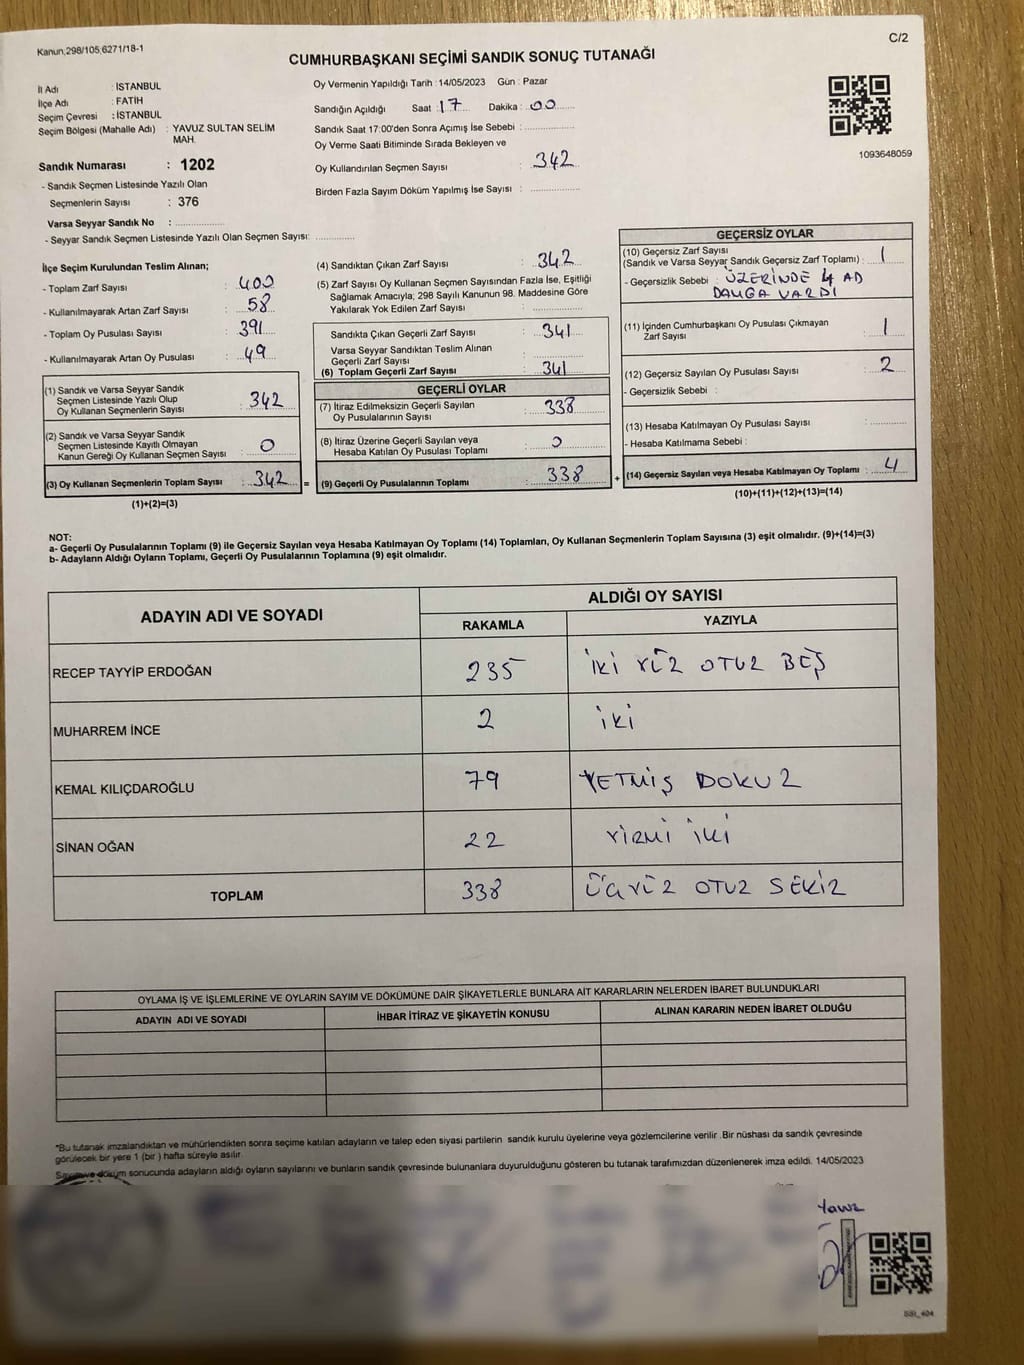 Kanun;298/105;6271/18-1
C/2
CUMHURBAŞKANI SEÇİMİ SANDIK SONUÇ TUTANAĞI
İl Adı : İSTANBUL
İlçe Adı : FATİH
Seçim Çevresi : İSTANBUL
Seçim Bölgesi (Mahalle Adı) : YAVUZ SULTAN SELİM
MAH.
Sandık Numarası : 1202
- Sandık Seçmen Listesinde Yazılı Olan
Seçmenlerin Sayısı : 376
Varsa Seyyar Sandık No :
- Seyyar Sandık Seçmen Listesinde Yazılı Olan Seçmen Sayısı:
Oy Vermenin Yapıldığı Tarih : 14/05/2023 Gün : Pazar
Sandığın Açıldığı Saat : 17 Dakika : 00
Sandık Saat 17:00'den Sonra Açımış İse Sebebi :
Oy Verme Saati Bitiminde Sırada Bekleyen ve
Oy Kullandırılan Seçmen Sayısı : 342
Birden Fazla Sayım Döküm Yapılmış İse Sayısı :
1093648059
İlçe Seçim Kurulundan Teslim Alınan;
- Toplam Zarf Sayısı : 400
- Kullanılmayarak Artan Zarf Sayısı : 58
- Toplam Oy Pusulası Sayısı : 391
- Kullanılmayarak Artan Oy Pusulası : 49
(1) Sandık ve Varsa Seyyar Sandık
Seçmen Listesinde Yazılı Olup
Oy Kullanan Seçmenlerin Sayısı : 342
(2) Sandık ve Varsa Seyyar Sandık
Seçmen Listesinde Kayıtlı Olmayan
Kanun Gereği Oy Kullanan Seçmen Sayısı : 0
(3) Oy Kullanan Seçmenlerin Toplam Sayısı : 342
(1)+(2)=(3)
(4) Sandıktan Çıkan Zarf Sayısı : 342
(5) Zarf Sayısı Oy Kullanan Seçmen Sayısından Fazla İse, Eşitliği
Sağlamak Amacıyla; 298 Sayılı Kanunun 98. Maddesine Göre
Yakılarak Yok Edilen Zarf Sayısı :
Sandıkta Çıkan Geçerli Zarf Sayısı : 341
Varsa Seyyar Sandıktan Teslim Alınan
Geçerli Zarf Sayısı :
(6) Toplam Geçerli Zarf Sayısı : 341
GEÇERLİ OYLAR
(7) İtiraz Edilmeksizin Geçerli Sayılan
Oy Pusulalarının Sayısı : 338
(8) İtiraz Üzerine Geçerli Sayılan veya
Hesaba Katılan Oy Pusulası Toplamı : 0
= (9) Geçerli Oy Pusulalarının Toplamı : 338
GEÇERSİZ OYLAR
(10) Geçersiz Zarf Sayısı
(Sandık ve Varsa Seyyar Sandık Geçersiz Zarf Toplamı) : 1
- Geçersizlik Sebebi : ÜZERİNDE 4 AD
DAMGA VARDI
(11) İçinden Cumhurbaşkanı Oy Pusulası Çıkmayan
Zarf Sayısı : 1
(12) Geçersiz Sayılan Oy Pusulası Sayısı : 2
- Geçersizlik Sebebi :
(13) Hesaba Katılmayan Oy Pusulası Sayısı :
- Hesaba Katılmama Sebebi :
+ (14) Geçersiz Sayılan veya Hesaba Katılmayan Oy Toplamı : 4
(10)+(11)+(12)+(13)=(14)
NOT:
a- Geçerli Oy Pusulalarının Toplamı (9) ile Geçersiz Sayılan veya Hesaba Katılmayan Oy Toplamı (14) Toplamları, Oy Kullanan Seçmenlerin Toplam Sayısına (3) eşit olmalıdır. (9)+(14)=(3)
b- Adayların Aldığı Oyların Toplamı, Geçerli Oy Pusulalarının Toplamına (9) eşit olmalıdır.
ADAYIN ADI VE SOYADI
ALDIĞI OY SAYISI
RAKAMLA YAZIYLA
RECEP TAYYİP ERDOĞAN 235 İKİ YÜZ OTUZ BEŞ
MUHARREM İNCE 2 İKİ
KEMAL KILIÇDAROĞLU 79 YETMİŞ DOKUZ
SİNAN OĞAN 22 YİRMİ İKİ
TOPLAM 338 ÜÇYÜZ OTUZ SEKİZ
OYLAMA İŞ VE İŞLEMLERİNE VE OYLARIN SAYIM VE DÖKÜMÜNE DAİR ŞİKAYETLERLE BUNLARA AİT KARARLARIN NELERDEN İBARET BULUNDUKLARI
ADAYIN ADI VE SOYADI İHBAR İTİRAZ VE ŞİKAYETİN KONUSU ALINAN KARARIN NEDEN İBARET OLDUĞU
*Bu tutanak imzalandıktan ve mühürlendikten sonra seçime katılan adayların ve talep eden siyasi partilerin sandık kurulu üyelerine veya gözlemcilerine verilir .Bir nüshası da sandık çevresinde
görülecek bir yere 1 (bir ) hafta süreyle asılır.
Sayım ve döküm sonucunda adayların aldığı oyların sayılarını ve bunların sandık çevresinde bulunanlara duyurulduğunu gösteren bu tutanak tarafımızdan düzenlenerek imza edildi. 14/05/2023